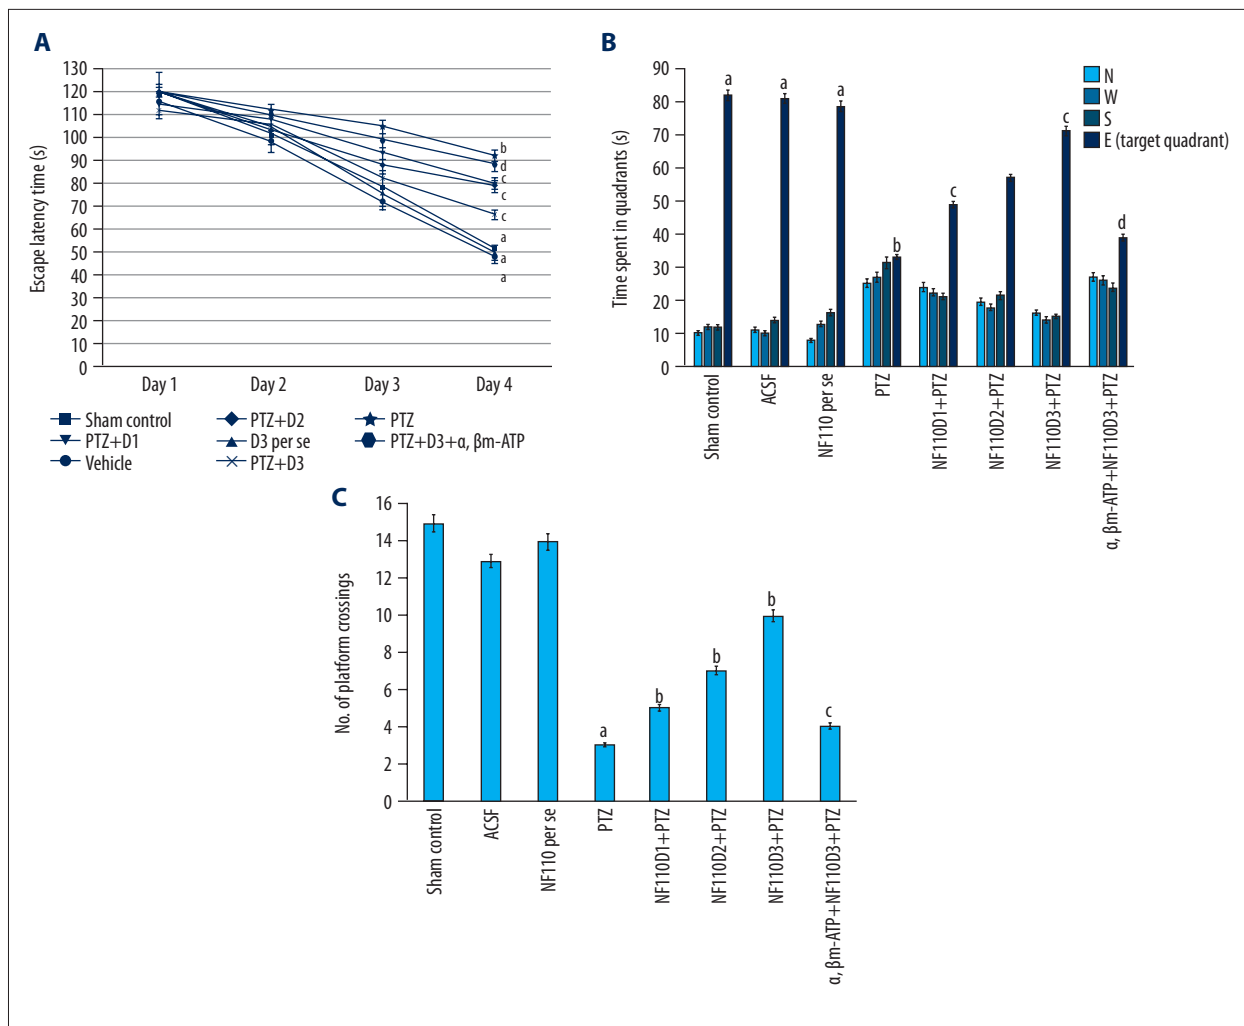 A
130
120
110
100
90
80
70
60
50
40
30
20
10
0
Escape latency time (s)
b
d
c
c
c
a
a
a
Day 1 Day 2 Day 3 Day 4
Sham control PTZ+D2 PTZ
PTZ+D1 D3 per se PTZ+D3+α, βm-ATP
Vehicle PTZ+D3
B
90
80
70
60
50
40
30
20
10
0
Time spent in quadrants (s)
a a a b c c d
N
W
S
E (target quadrant)
Sham control
ACSF
NF110 per se
PTZ
NF110D1+PTZ
NF110D2+PTZ
NF110D3+PTZ
α, βm-ATP+NF110D3+PTZ
C
16
14
12
10
8
6
4
2
0
No. of platform crossings
a b b b c
Sham control
ACSF
NF110 per se
PTZ
NF110D1+PTZ
NF110D2+PTZ
NF110D3+PTZ
α, βm-ATP+NF110D3+PTZ